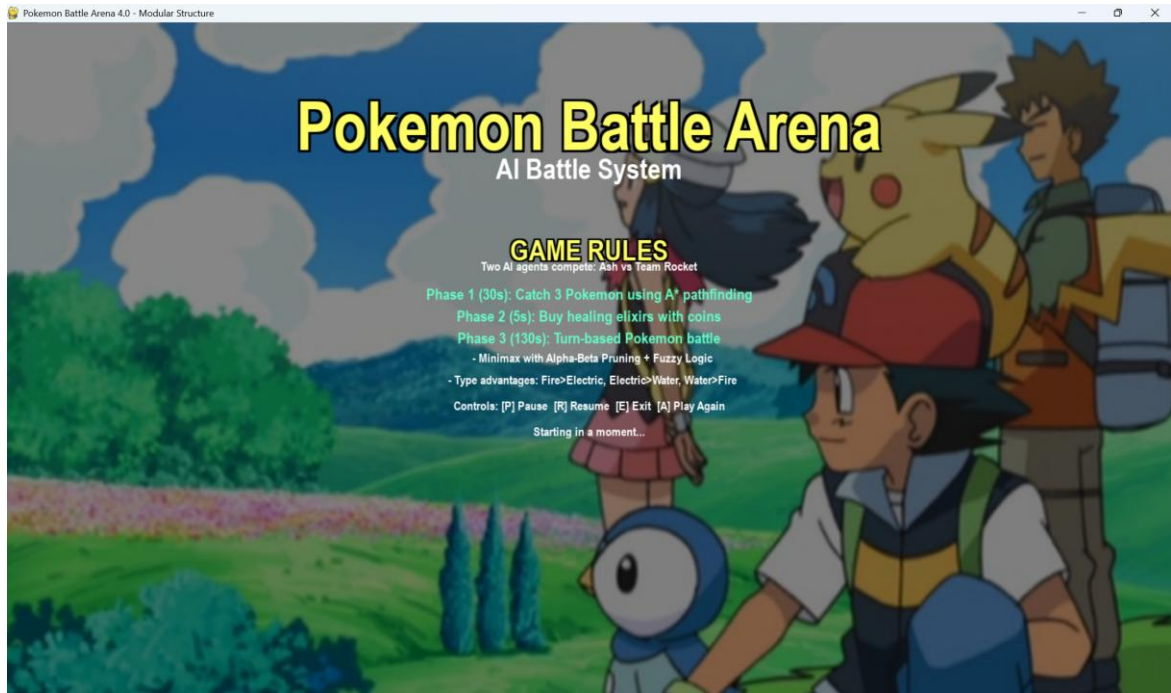 Pokemon Battle Arena 4.0 - Modular Structure
Pokemon Battle Arena
AI Battle System
GAME RULES
Two AI agents compete: Ash vs Team Rocket
Phase 1 (30s): Catch 3 Pokemon using A* pathfinding
Phase 2 (5s): Buy healing elixirs with coins
Phase 3 (130s): Turn-based Pokemon battle
- Minimax with Alpha-Beta Pruning + Fuzzy Logic
- Type advantages: Fire>Electric, Electric>Water, Water>Fire
Controls: [P] Pause [R] Resume [E] Exit [A] Play Again
Starting in a moment...